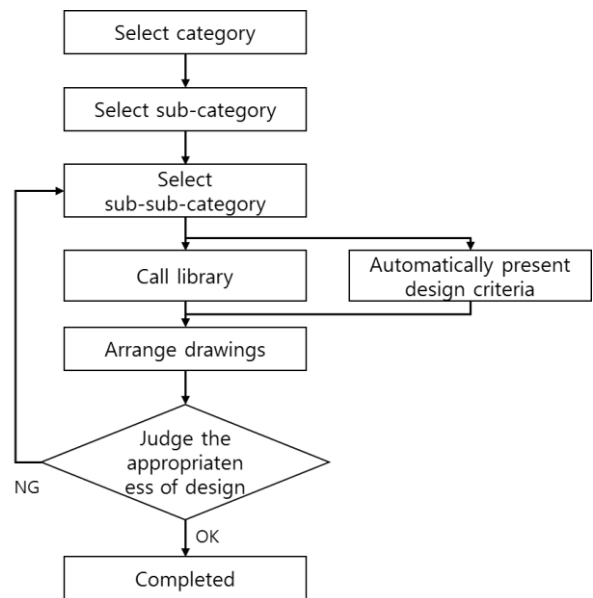 Select category
Select sub-category
Select
sub-sub-category
Call library
Automatically present
design criteria
Arrange drawings
Judge the
appropriaten
ess of design
NG
OK
Completed